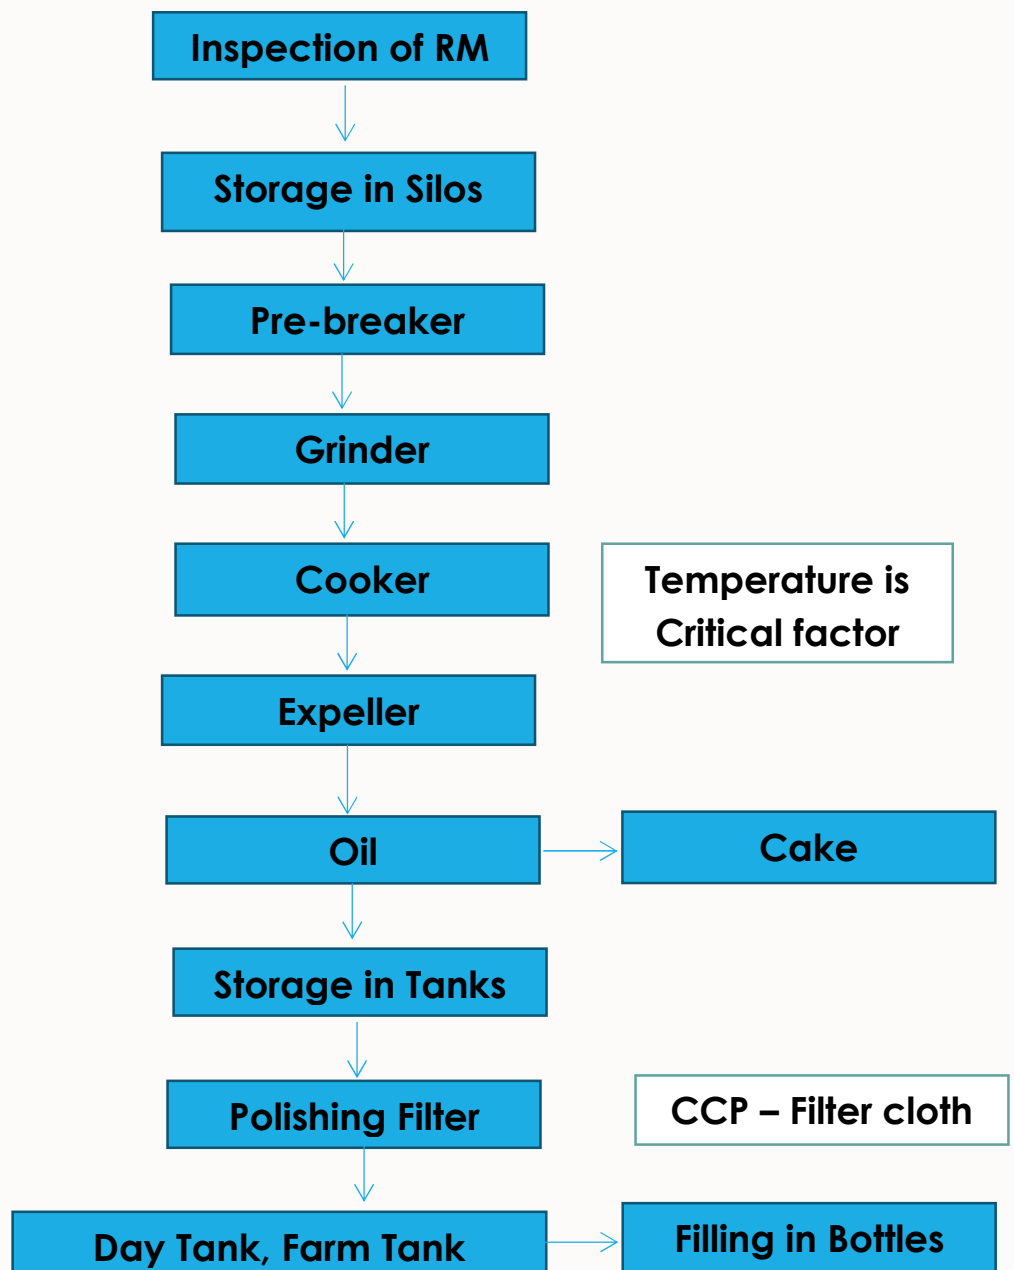 Inspection of RM
Storage in Silos
Pre-breaker
Grinder
Cooker
Temperature is
Critical factor
Expeller
Oil
Cake
Storage in Tanks
Polishing Filter
CCP – Filter cloth
Day Tank, Farm Tank
Filling in Bottles